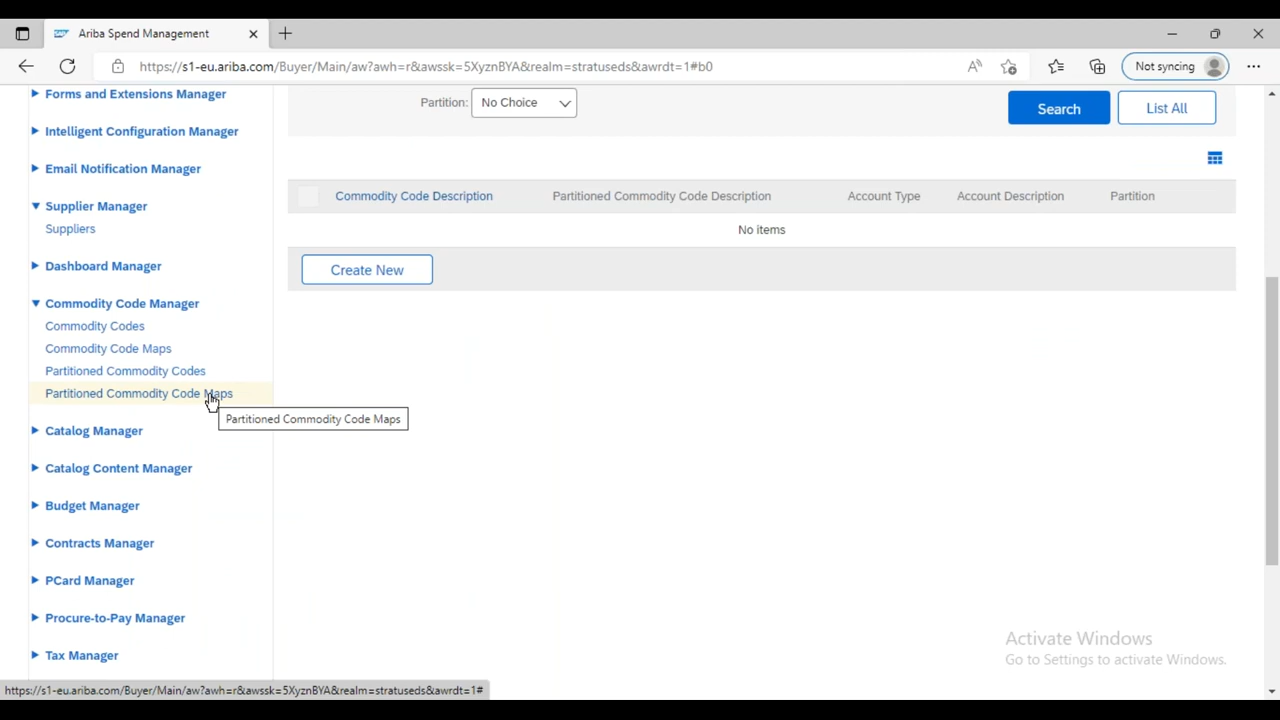 Ariba Spend Management
https://s1-eu.ariba.com/Buyer/Main/aw?awh=r&awssk=5XyznBYA&realm=stratuseds&awrdt=1#b0
Not syncing
Forms and Extensions Manager
Intelligent Configuration Manager
Email Notification Manager
Supplier Manager
Suppliers
Dashboard Manager
Commodity Code Manager
Commodity Codes
Commodity Code Maps
Partitioned Commodity Codes
Partitioned Commodity Code Maps
Partitioned Commodity Code Maps
Catalog Manager
Catalog Content Manager
Budget Manager
Contracts Manager
PCard Manager
Procure-to-Pay Manager
Tax Manager
Partition: No Choice
Search List All
Commodity Code Description Partitioned Commodity Code Description Account Type Account Description Partition
No items
Create New
Activate Windows
Go to Settings to activate Windows.
https://s1-eu.ariba.com/Buyer/Main/aw?awh=r&awssk=5XyznBYA&realm=stratuseds&awrdt=1#